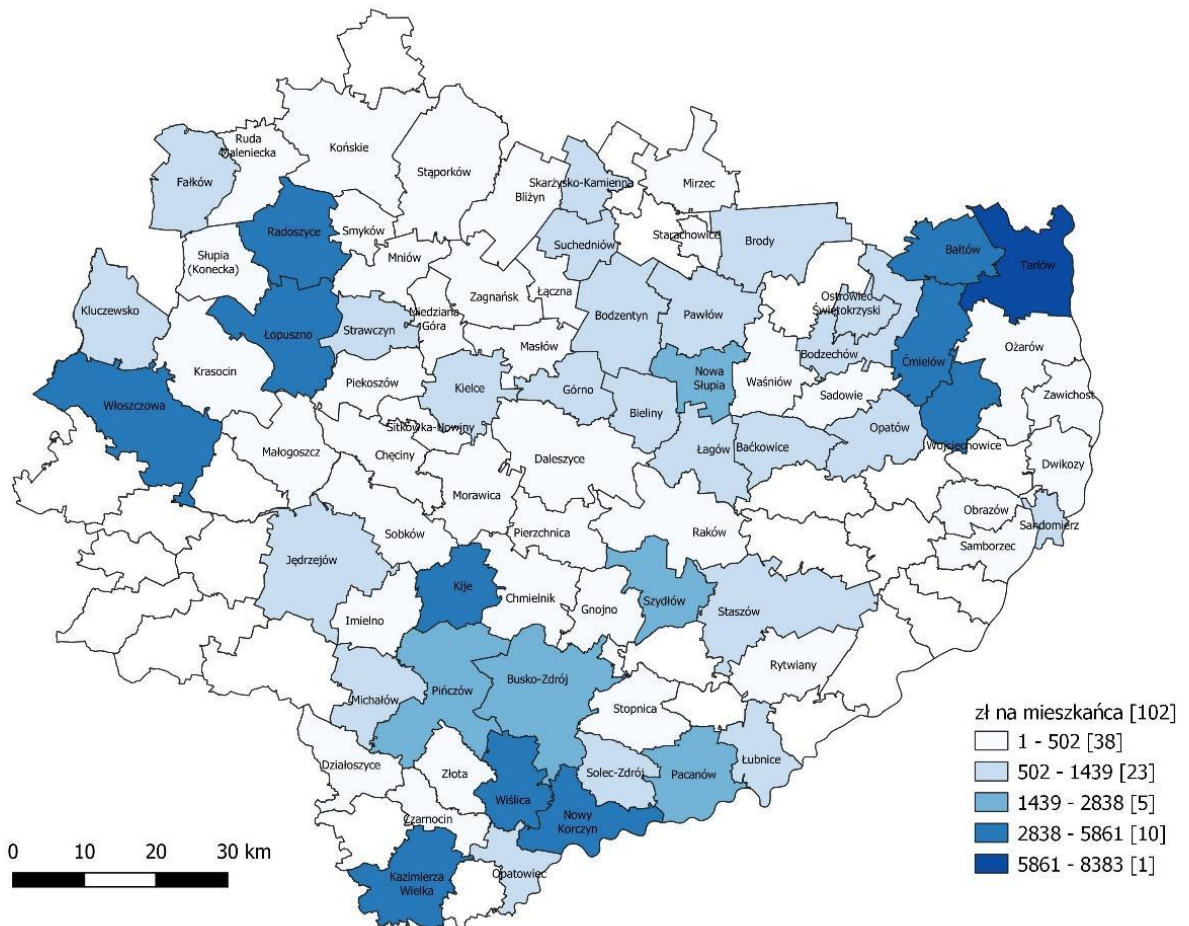 Ruda
Maleniecka
Końskie
Fałków
Stąporków
Bliżyn
Skarżysko-Kamienna
Mirzec
Radoszyce
Smyków
Starachowice
Brody
Suchedniów
Słupia
(Konecka)
Mniów
Bałtów
Tarłów
Kluczewsko
Zagnańsk
Łączna
Łopuszno
Strawczyn
Miedziana
Góra
Bodzentyn
Pawłów
Ostrowiec
Świętokrzyski
Masłów
Bodzechów
Ożarów
Krasocin
Piekoszów
Kielce
Górno
Nowa
Słupia
Waśniów
Ćmielów
Włoszczowa
Bieliny
Sadowie
Zawichost
Sitkówka-Nowiny
Opatów
Małogoszcz
Chęciny
Daleszyce
Łagów
Baćkowice
Wojciechowice
Dwikozy
Morawica
Obrazów
Sandomierz
Sobków
Pierzchnica
Raków
Samborzec
Jędrzejów
Kije
Chmielnik
Gnojno
Szydłów
Staszów
Imielno
Rytwiany
Michałów
Pińczów
Busko-Zdrój
Stopnica
Działoszyce
Złota
Solec-Zdrój
Pacanów
Łubnice
Wiślica
Nowy
Korczyn
Czarnocin
Kazimierza
Wielka
Opatowiec
zł na mieszkańca [102]
1 - 502 [38]
502 - 1439 [23]
1439 - 2838 [5]
2838 - 5861 [10]
5861 - 8383 [1]
0 10 20 30 km